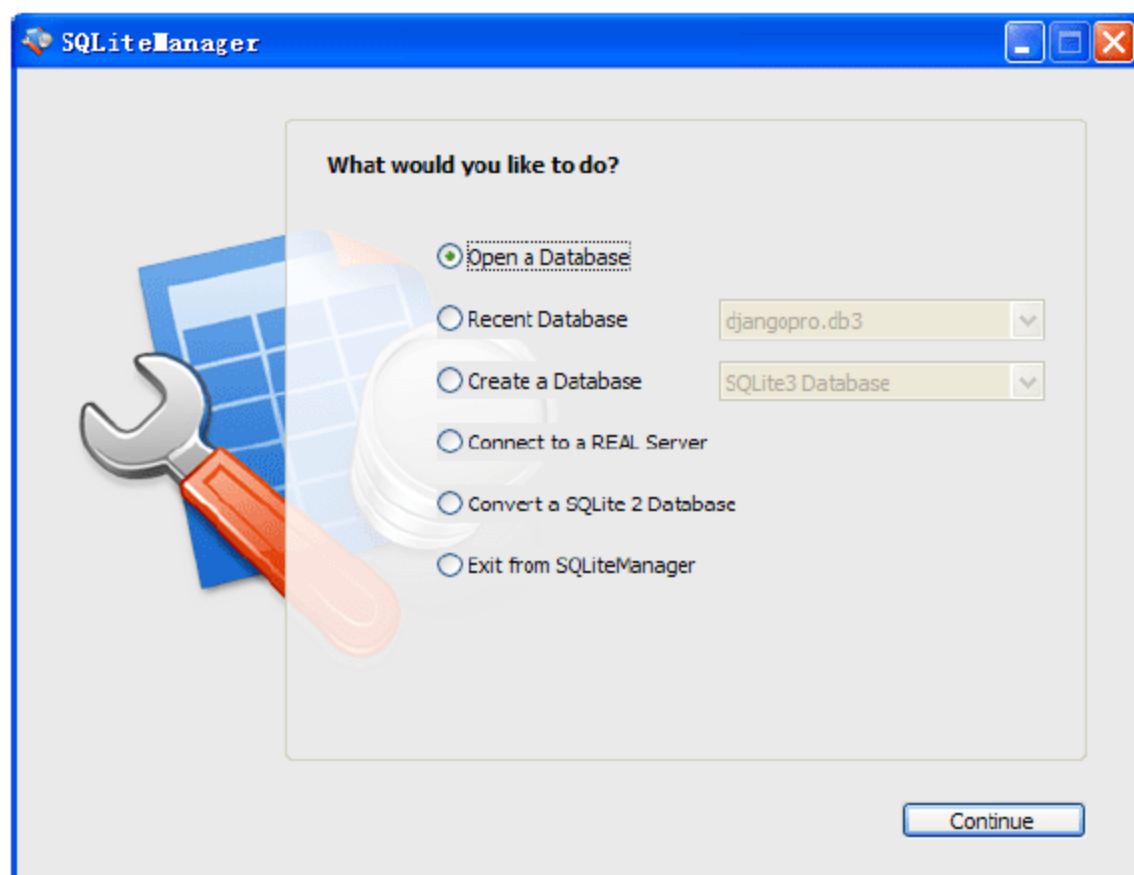 SQLiteManager
What would you like to do?
Open a Database
Recent Database djangopro.db3
Create a Database SQLite3 Database
Connect to a REAL Server
Convert a SQLite 2 Database
Exit from SQLiteManager
Continue